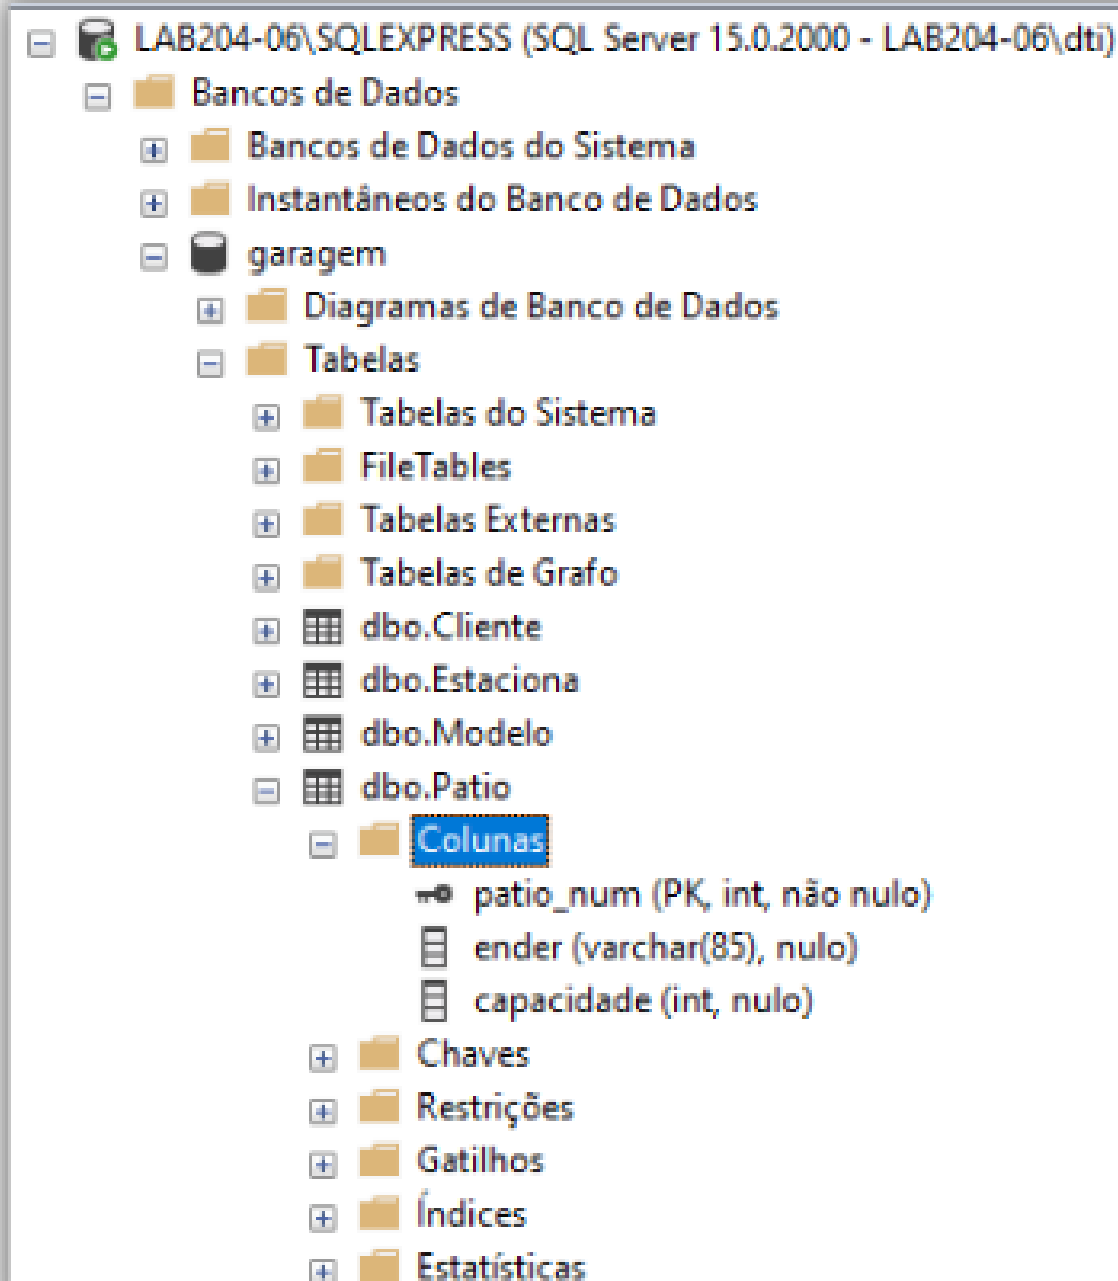 LAB204-06\SQLEXPRESS (SQL Server 15.0.2000 - LAB204-06\dti)
Bancos de Dados
Bancos de Dados do Sistema
Instantâneos do Banco de Dados
garagem
Diagramas de Banco de Dados
Tabelas
Tabelas do Sistema
FileTables
Tabelas Externas
Tabelas de Grafo
dbo.Cliente
dbo.Estaciona
dbo.Modelo
dbo.Patio
Colunas
patio_num (PK, int, não nulo)
ender (varchar(85), nulo)
capacidade (int, nulo)
Chaves
Restrições
Gatilhos
Índices
Estatísticas